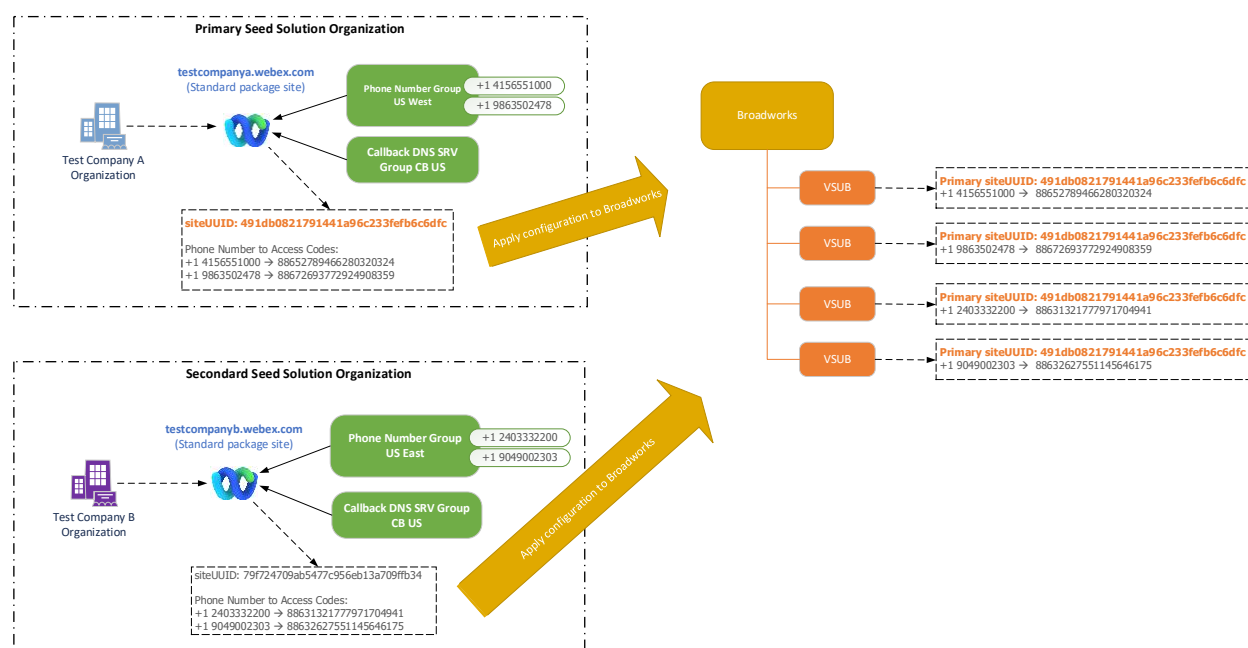 Primary Seed Solution Organization
testcompanya.webex.com
(Standard package site)
Phone Number Group
US West
+1 4156551000
+1 9863502478
Test Company A
Organization
Callback DNS SRV
Group CB US
siteUUID: 491db0821791441a96c233fefb6c6dfc
Phone Number to Access Codes:
+1 4156551000 → 88652789466280320324
+1 9863502478 → 88672693772924908359
Apply configuration to Broadworks
Secondard Seed Solution Organization
testcompanyb.webex.com
(Standard package site)
Phone Number Group
US East
+1 2403332200
+1 9049002303
Test Company B
Organization
Callback DNS SRV Group
CB US
siteUUID: 79f724709ab5477c956eb13a709ffb34
Phone Number to Access Codes:
+1 2403332200 → 88631321777971704941
+1 9049002303 → 88632627551145646175
Apply configuration to Broadworks
Broadworks
VSUB
Primary siteUUID: 491db0821791441a96c233fefb6c6dfc
+1 4156551000 → 88652789466280320324
VSUB
Primary siteUUID: 491db0821791441a96c233fefb6c6dfc
+1 9863502478 → 88672693772924908359
VSUB
Primary siteUUID: 491db0821791441a96c233fefb6c6dfc
+1 2403332200 → 88631321777971704941
VSUB
Primary siteUUID: 491db0821791441a96c233fefb6c6dfc
+1 9049002303 → 88632627551145646175